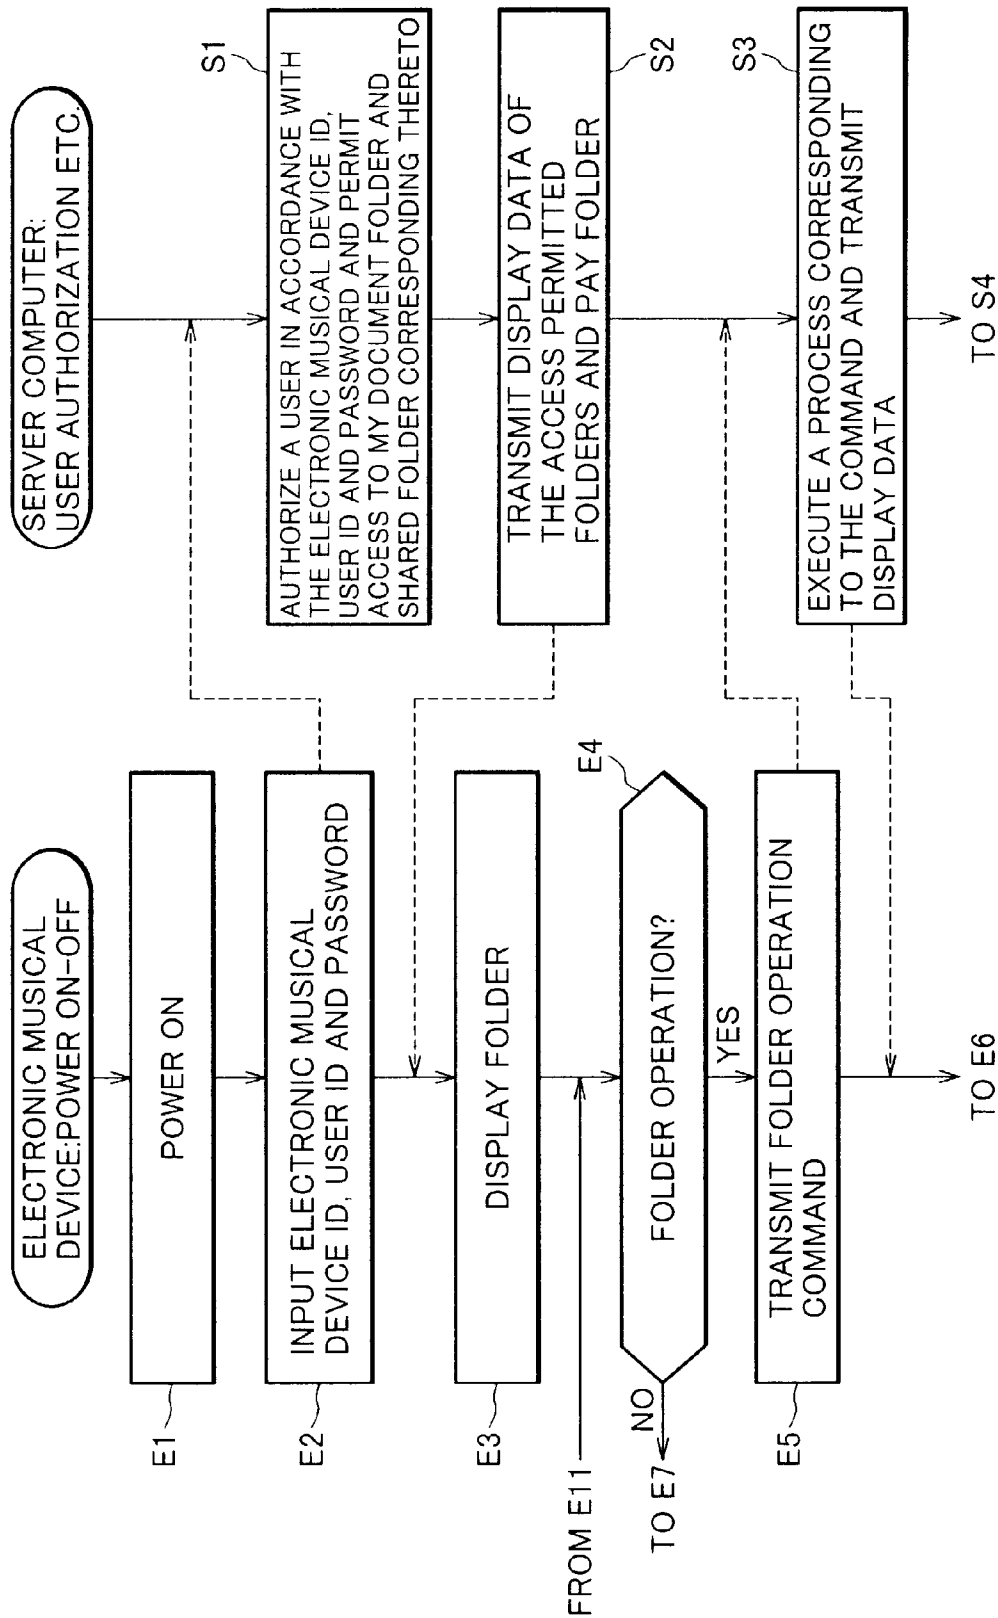 ELECTRONIC MUSICAL
DEVICE:POWER ON-OFF
E1
POWER ON
E2
INPUT ELECTRONIC MUSICAL
DEVICE ID, USER ID AND PASSWORD
E3
DISPLAY FOLDER
FROM E11
E4
FOLDER OPERATION?
NO
TO E7
YES
E5
TRANSMIT FOLDER OPERATION
COMMAND
TO E6
SERVER COMPUTER:
USER AUTHORIZATION ETC.
S1
AUTHORIZE A USER IN ACCORDANCE WITH
THE ELECTRONIC MUSICAL DEVICE ID,
USER ID AND PASSWORD AND PERMIT
ACCESS TO MY DOCUMENT FOLDER AND
SHARED FOLDER CORRESPONDING THERETO
S2
TRANSMIT DISPLAY DATA OF
THE ACCESS PERMITTED
FOLDERS AND PAY FOLDER
S3
EXECUTE A PROCESS CORRESPONDING
TO THE COMMAND AND TRANSMIT
DISPLAY DATA
TO S4